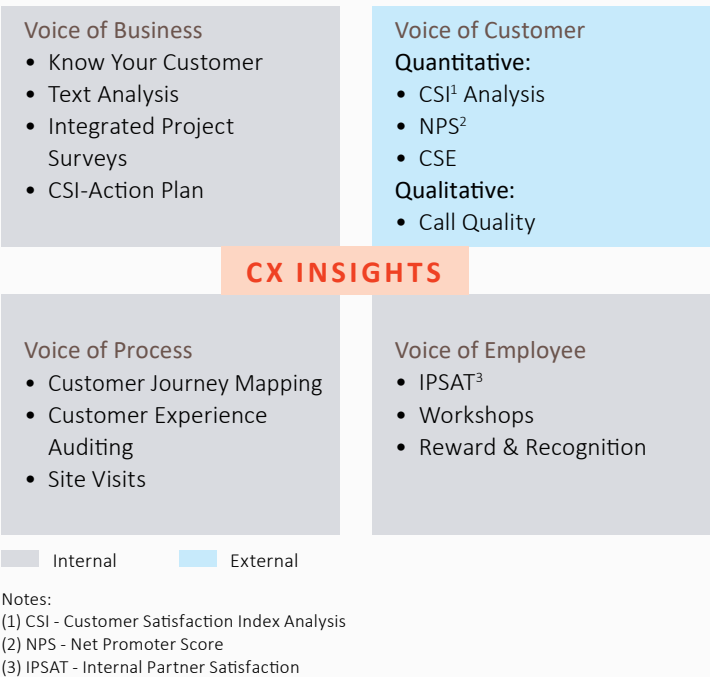 Voice of Business
• Know Your Customer
• Text Analysis
• Integrated Project
Surveys
• CSI-Action Plan
Voice of Customer
Quantitative:
• CSI¹ Analysis
• NPS²
• CSE
Qualitative:
• Call Quality
CX INSIGHTS
Voice of Process
• Customer Journey Mapping
• Customer Experience
Auditing
• Site Visits
Voice of Employee
• IPSAT³
• Workshops
• Reward & Recognition
Internal
External
Notes:
(1) CSI - Customer Satisfaction Index Analysis
(2) NPS - Net Promoter Score
(3) IPSAT - Internal Partner Satisfaction